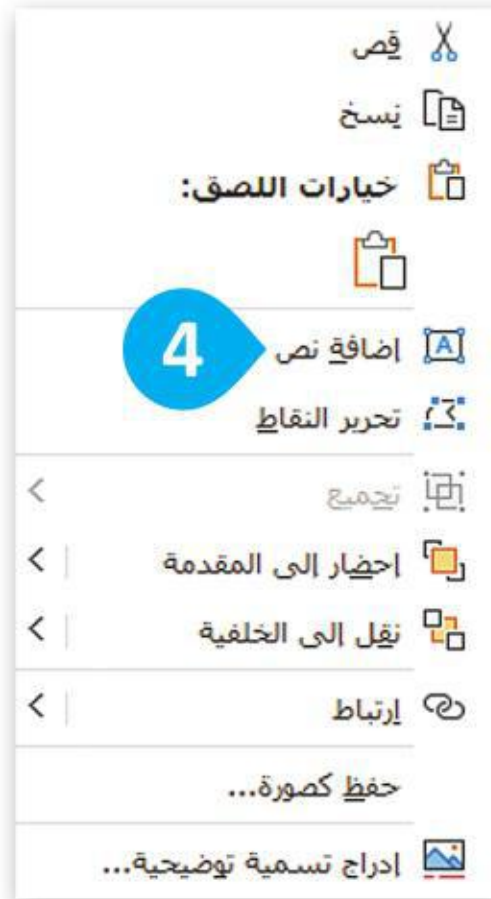 قص
نسخ
خيارات اللصق:
إضافة نص
4
تحرير النقاط
تجميع
إحضار إلى المقدمة
نقل إلى الخلفية
ارتباط
حفظ كصورة...
إدراج تسمية توضيحية...